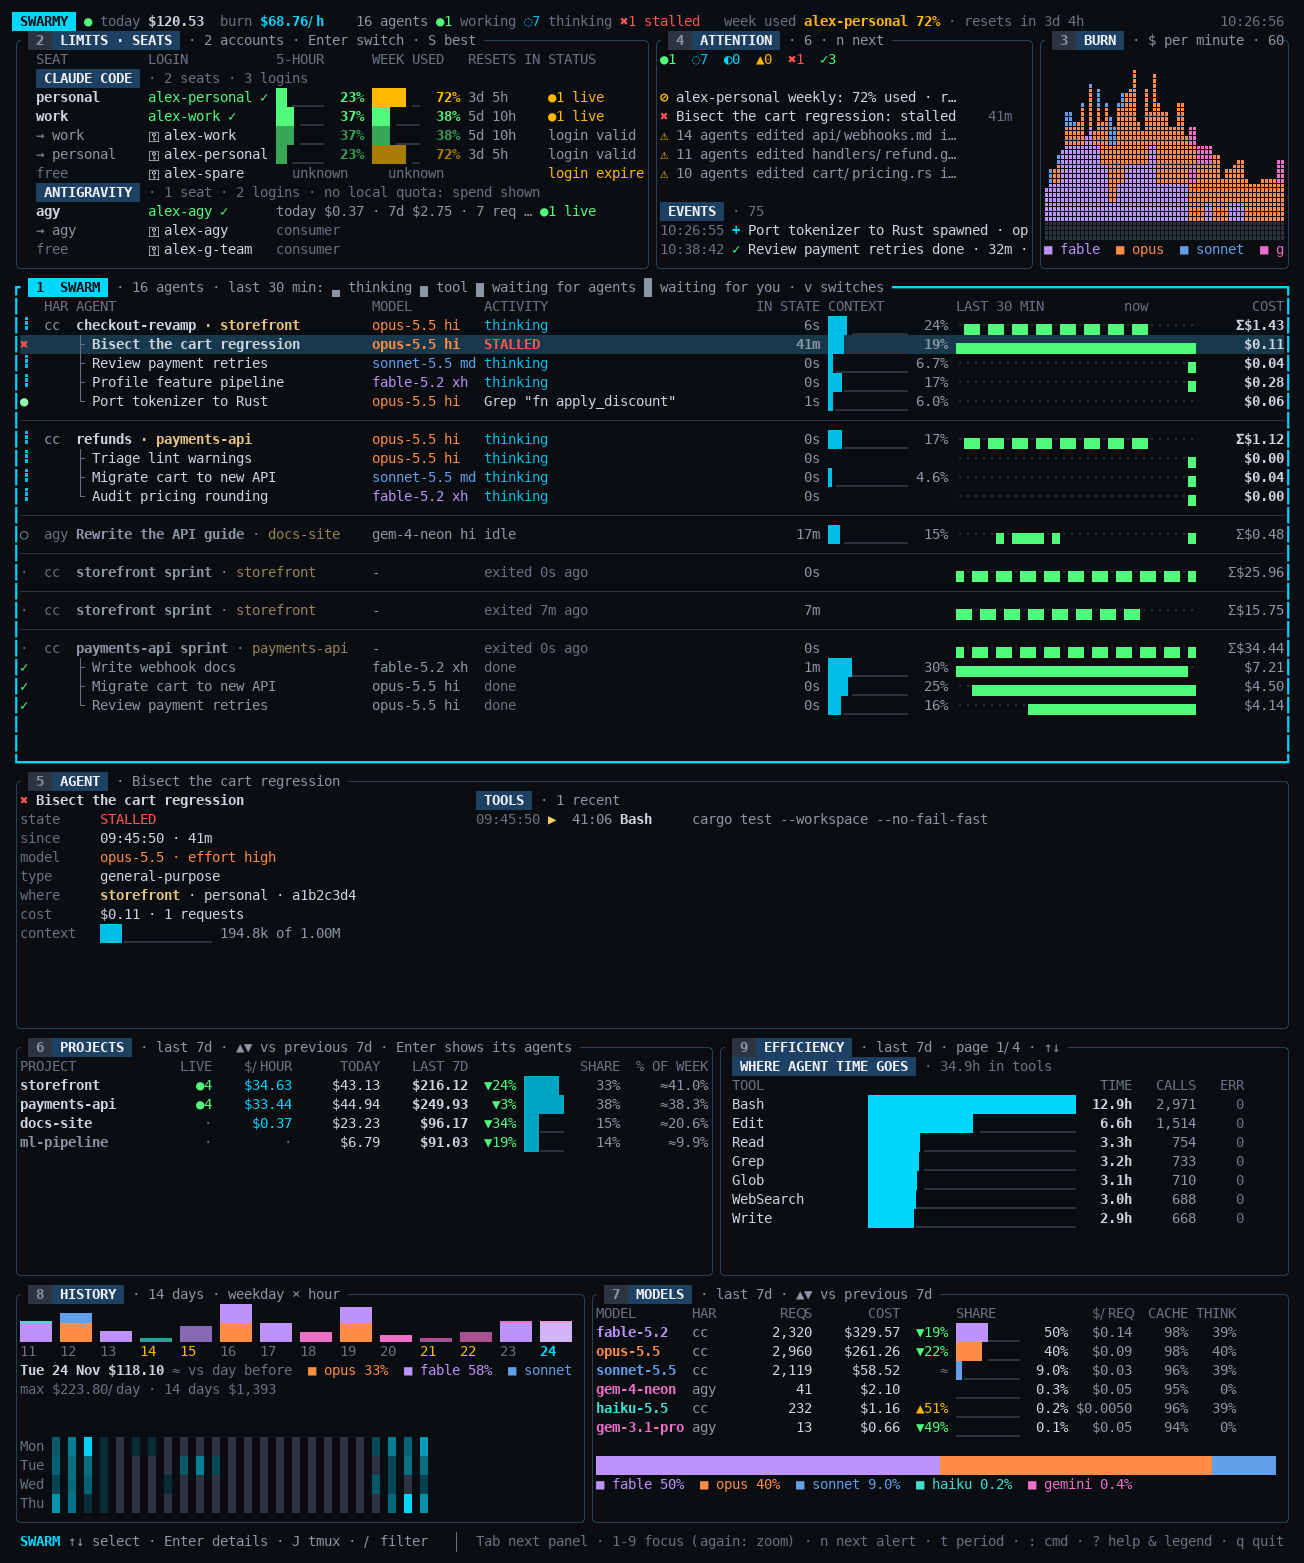 SWARMY ● today $120.53 burn $68.76/h 16 agents ●1 working ◌7 thinking ✖1 stalled week used alex-personal 72% · resets in 3d 4h 10:26:56
2 LIMITS · SEATS · 2 accounts · Enter switch · S best
SEAT LOGIN 5-HOUR WEEK USED RESETS IN STATUS
CLAUDE CODE · 2 seats · 3 logins
personal alex-personal ✓ 23% 72% 3d 5h ●1 live
work alex-work ✓ 37% 38% 5d 10h ●1 live
→ work ⚿ alex-work 37% 38% 5d 10h login valid
→ personal ⚿ alex-personal 23% 72% 3d 5h login valid
free ⚿ alex-spare unknown unknown login expire
ANTIGRAVITY · 1 seat · 2 logins · no local quota: spend shown
agy alex-agy ✓ today $0.37 · 7d $2.75 · 7 req … ●1 live
→ agy ⚿ alex-agy consumer
free ⚿ alex-g-team consumer
4 ATTENTION · 6 · n next
●1 ◌7 ◐0 ▲0 ✖1 ✓3
⊘ alex-personal weekly: 72% used · r…
✖ Bisect the cart regression: stalled 41m
⚠ 14 agents edited api/webhooks.md i…
⚠ 11 agents edited handlers/refund.g…
⚠ 10 agents edited cart/pricing.rs i…
EVENTS · 75
10:26:55 + Port tokenizer to Rust spawned · op
10:38:42 ✓ Review payment retries done · 32m ·
3 BURN · $ per minute · 60
■ fable ■ opus ■ sonnet ■ g
1 SWARM · 16 agents · last 30 min: ▄ thinking ▄ tool ▆ waiting for agents █ waiting for you · v switches
HAR AGENT MODEL ACTIVITY IN STATE CONTEXT LAST 30 MIN now COST
cc checkout-revamp · storefront opus-5.5 hi thinking 6s 24% Σ$1.43
✖ ├ Bisect the cart regression opus-5.5 hi STALLED 41m 19% $0.11
├ Review payment retries sonnet-5.5 md thinking 0s 6.7% $0.04
├ Profile feature pipeline fable-5.2 xh thinking 0s 17% $0.28
● └ Port tokenizer to Rust opus-5.5 hi Grep "fn apply_discount" 1s 6.0% $0.06
cc refunds · payments-api opus-5.5 hi thinking 0s 17% Σ$1.12
├ Triage lint warnings opus-5.5 hi thinking 0s $0.00
├ Migrate cart to new API sonnet-5.5 md thinking 0s 4.6% $0.04
└ Audit pricing rounding fable-5.2 xh thinking 0s $0.00
○ agy Rewrite the API guide · docs-site gem-4-neon hi idle 17m 15% Σ$0.48
· cc storefront sprint · storefront - exited 0s ago 0s Σ$25.96
· cc storefront sprint · storefront - exited 7m ago 7m Σ$15.75
· cc payments-api sprint · payments-api - exited 0s ago 0s Σ$34.44
✓ ├ Write webhook docs fable-5.2 xh done 1m 30% $7.21
✓ ├ Migrate cart to new API opus-5.5 hi done 0s 25% $4.50
✓ └ Review payment retries opus-5.5 hi done 0s 16% $4.14
5 AGENT · Bisect the cart regression
✖ Bisect the cart regression
state STALLED
since 09:45:50 · 41m
model opus-5.5 · effort high
type general-purpose
where storefront · personal · a1b2c3d4
cost $0.11 · 1 requests
context 194.8k of 1.00M
TOOLS · 1 recent
09:45:50 ▶ 41:06 Bash cargo test --workspace --no-fail-fast
6 PROJECTS · last 7d · ▲▼ vs previous 7d · Enter shows its agents
PROJECT LIVE $/HOUR TODAY LAST 7D SHARE % OF WEEK
storefront ●4 $34.63 $43.13 $216.12 ▼24% 33% ≈41.0%
payments-api ●4 $33.44 $44.94 $249.93 ▼3% 38% ≈38.3%
docs-site · $0.37 $23.23 $96.17 ▼34% 15% ≈20.6%
ml-pipeline · · $6.79 $91.03 ▼19% 14% ≈9.9%
9 EFFICIENCY · last 7d · page 1/4 · ↑↓
WHERE AGENT TIME GOES · 34.9h in tools
TOOL TIME CALLS ERR
Bash 12.9h 2,971 0
Edit 6.6h 1,514 0
Read 3.3h 754 0
Grep 3.2h 733 0
Glob 3.1h 710 0
WebSearch 3.0h 688 0
Write 2.9h 668 0
8 HISTORY · 14 days · weekday × hour
11 12 13 14 15 16 17 18 19 20 21 22 23 24
Tue 24 Nov $118.10 ≈ vs day before ■ opus 33% ■ fable 58% ■ sonnet
max $223.80/day · 14 days $1,393
Mon
Tue
Wed
Thu
7 MODELS · last 7d · ▲▼ vs previous 7d
MODEL HAR REQS COST SHARE $/REQ CACHE THINK
fable-5.2 cc 2,320 $329.57 ▼19% 50% $0.14 98% 39%
opus-5.5 cc 2,960 $261.26 ▼22% 40% $0.09 98% 40%
sonnet-5.5 cc 2,119 $58.52 ≈ 9.0% $0.03 96% 39%
gem-4-neon agy 41 $2.10 0.3% $0.05 95% 0%
haiku-5.5 cc 232 $1.16 ▲51% 0.2% $0.0050 96% 39%
gem-3.1-pro agy 13 $0.66 ▼49% 0.1% $0.05 94% 0%
■ fable 50% ■ opus 40% ■ sonnet 9.0% ■ haiku 0.2% ■ gemini 0.4%
SWARM ↑↓ select · Enter details · J tmux · / filter │ Tab next panel · 1-9 focus (again: zoom) · n next alert · t period · : cmd · ? help & legend · q quit